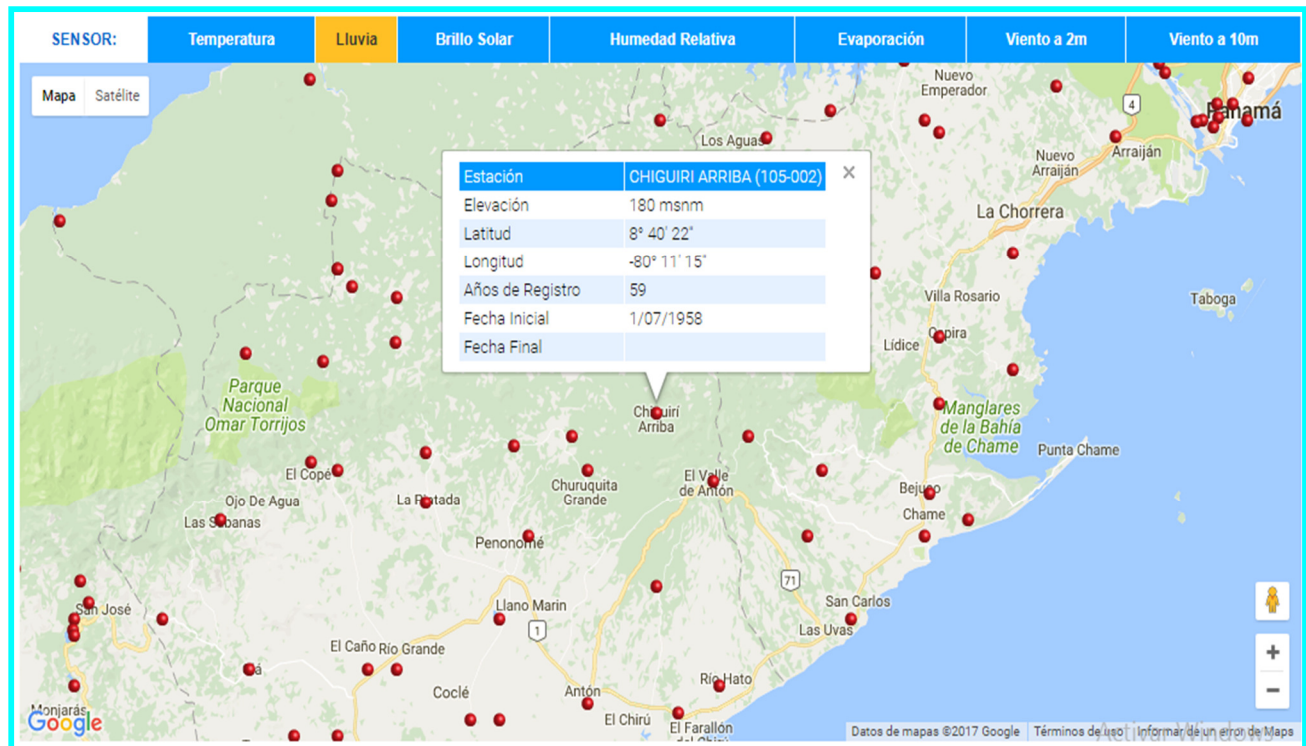 SENSOR: Temperatura Lluvia Brillo Solar Humedad Relativa Evaporación Viento a 2m Viento a 10m
Mapa Satélite
Nuevo
Emperador
4
Panamá
Los Aguas
Nuevo
Arraiján
Arraiján
La Chorrera
Estación CHIGUIRI ARRIBA (105-002) ×
Elevación 180 msnm
Latitud 8° 40' 22"
Longitud -80° 11' 15"
Años de Registro 59
Fecha Inicial 1/07/1958
Fecha Final
Villa Rosario
Taboga
Lídice
Capira
Parque
Nacional
Omar Torrijos
Chiguirí
Arriba
Manglares
de la Bahía
de Chame
Punta Chame
El Copé
Churuquita
Grande
El Valle
de Antón
Ojo De Agua
La Pintada
Las Sabanas
Bejuco
Chame
Penonomé
71
San José
Llano Marin
1
San Carlos
Las Uvas
El Caño
Río Grande
Coclé
Antón
Río Hato
El Chirú
El Farallón
del Chirú
Monjarás
Google
+
−
Datos de mapas ©2017 Google Términos de uso Informar de un error de Maps
Activar Windows